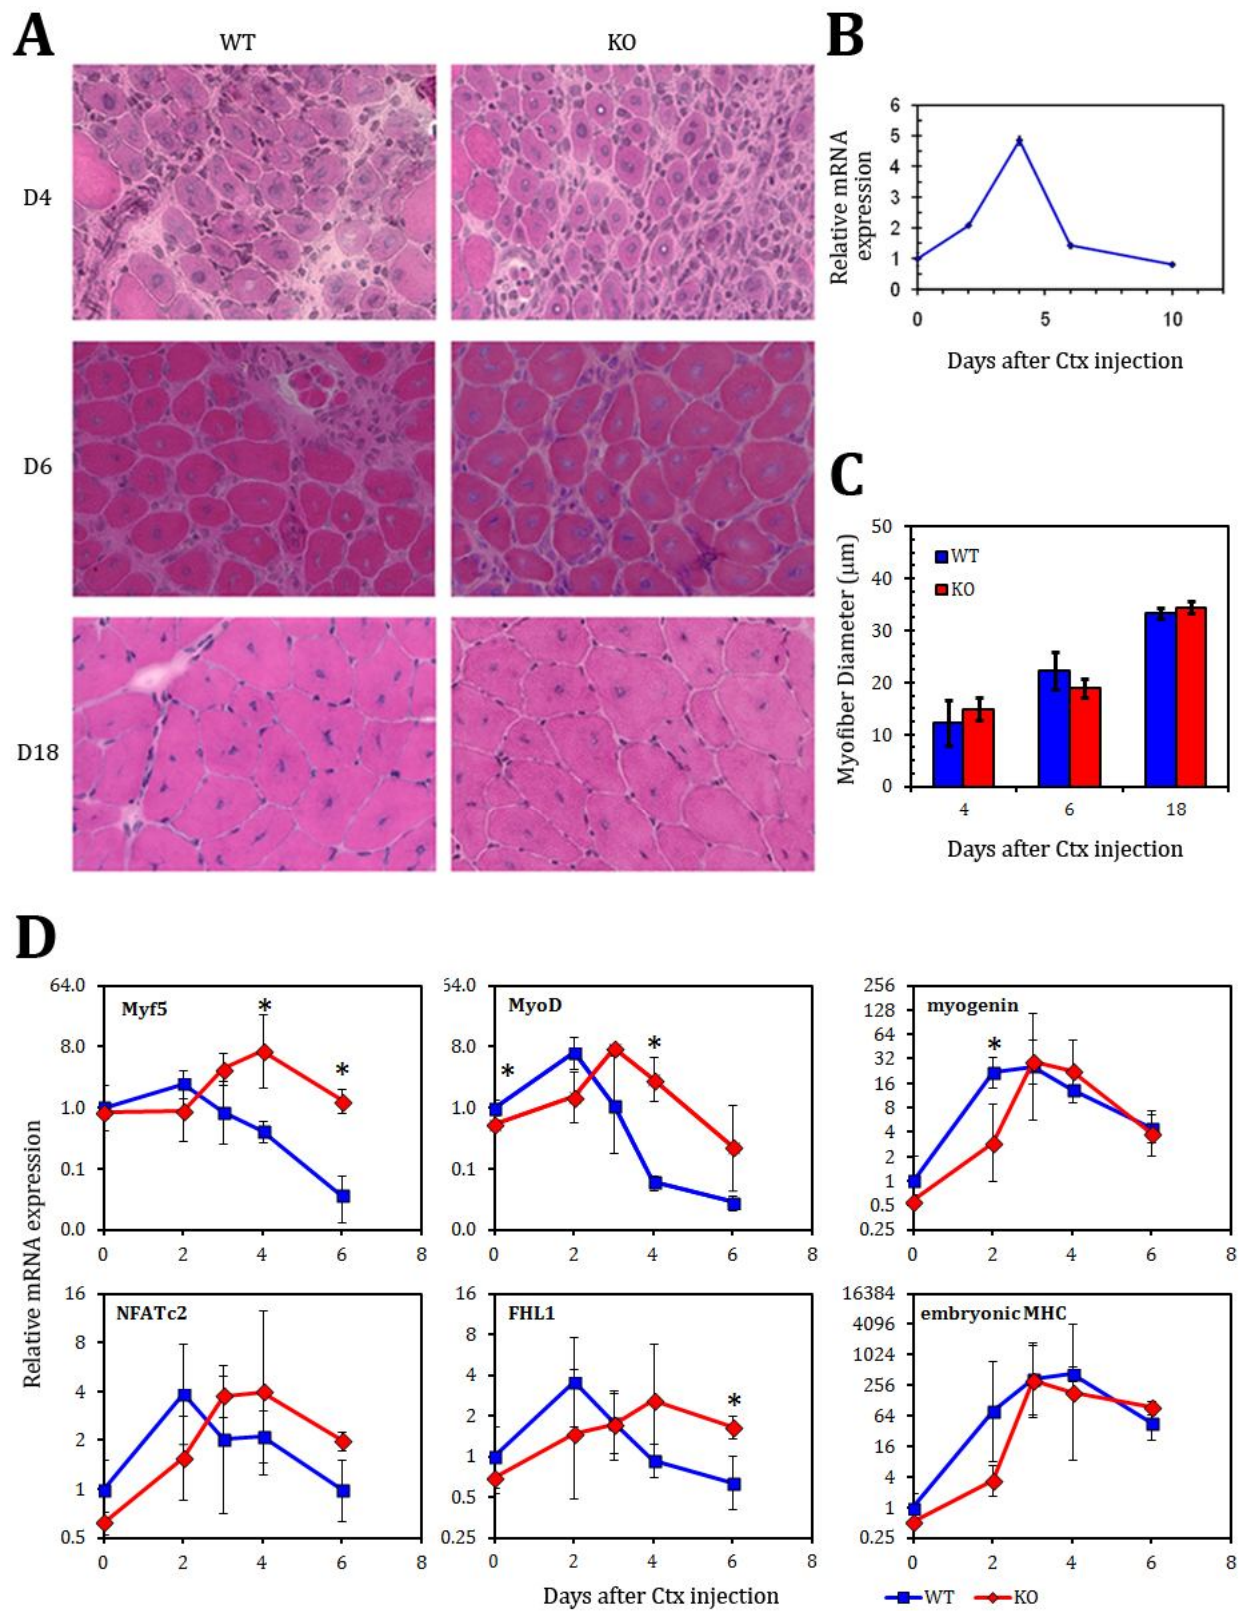 A
WT
KO
D4
D6
D18
B
Relative mRNA
expression
6
5
4
3
2
1
0
0 5 10
Days after Ctx injection
C
Myofiber Diameter (μm)
50
40
30
20
10
0
WT
KO
4 6 18
Days after Ctx injection
D
Relative mRNA expression
64.0
8.0
1.0
0.1
0.0
Myf5
*
*
0 2 4 6 8
54.0
8.0
1.0
0.1
0.0
MyoD
*
*
0 2 4 6 8
256
128
64
32
16
8
4
2
1
0.5
0.25
myogenin
*
0 2 4 6 8
16
8
4
2
1
0.5
NFATc2
0 2 4 6 8
16
8
4
2
1
0.5
0.25
FHL1
*
0 2 4 6 8
16384
4096
1024
256
64
16
4
1
0.25
embryonic MHC
0 2 4 6 8
Days after Ctx injection
WT KO